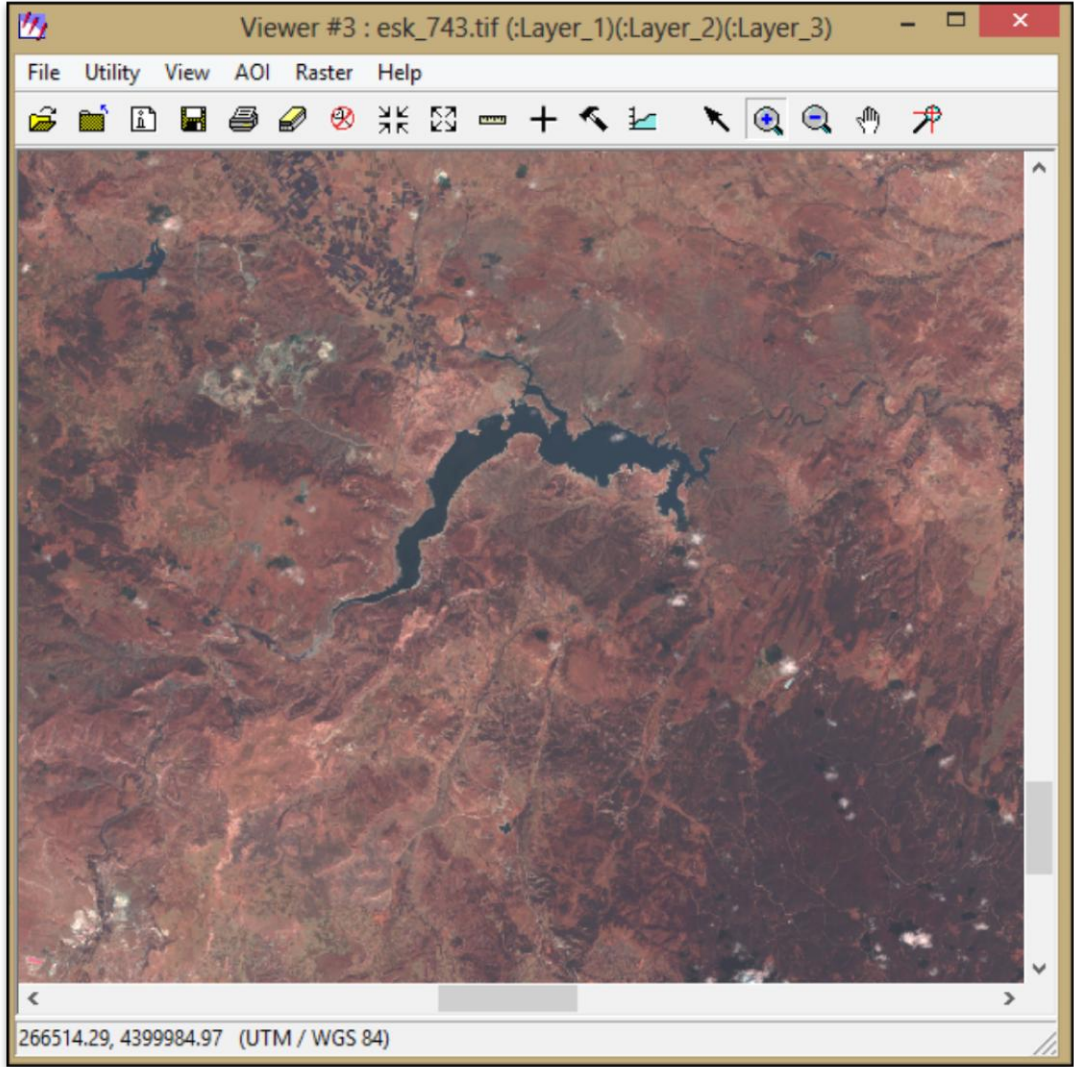 Viewer #3 : esk_743.tif (:Layer_1)(:Layer_2)(:Layer_3)
File Utility View AOI Raster Help
266514.29, 4399984.97 (UTM / WGS 84)